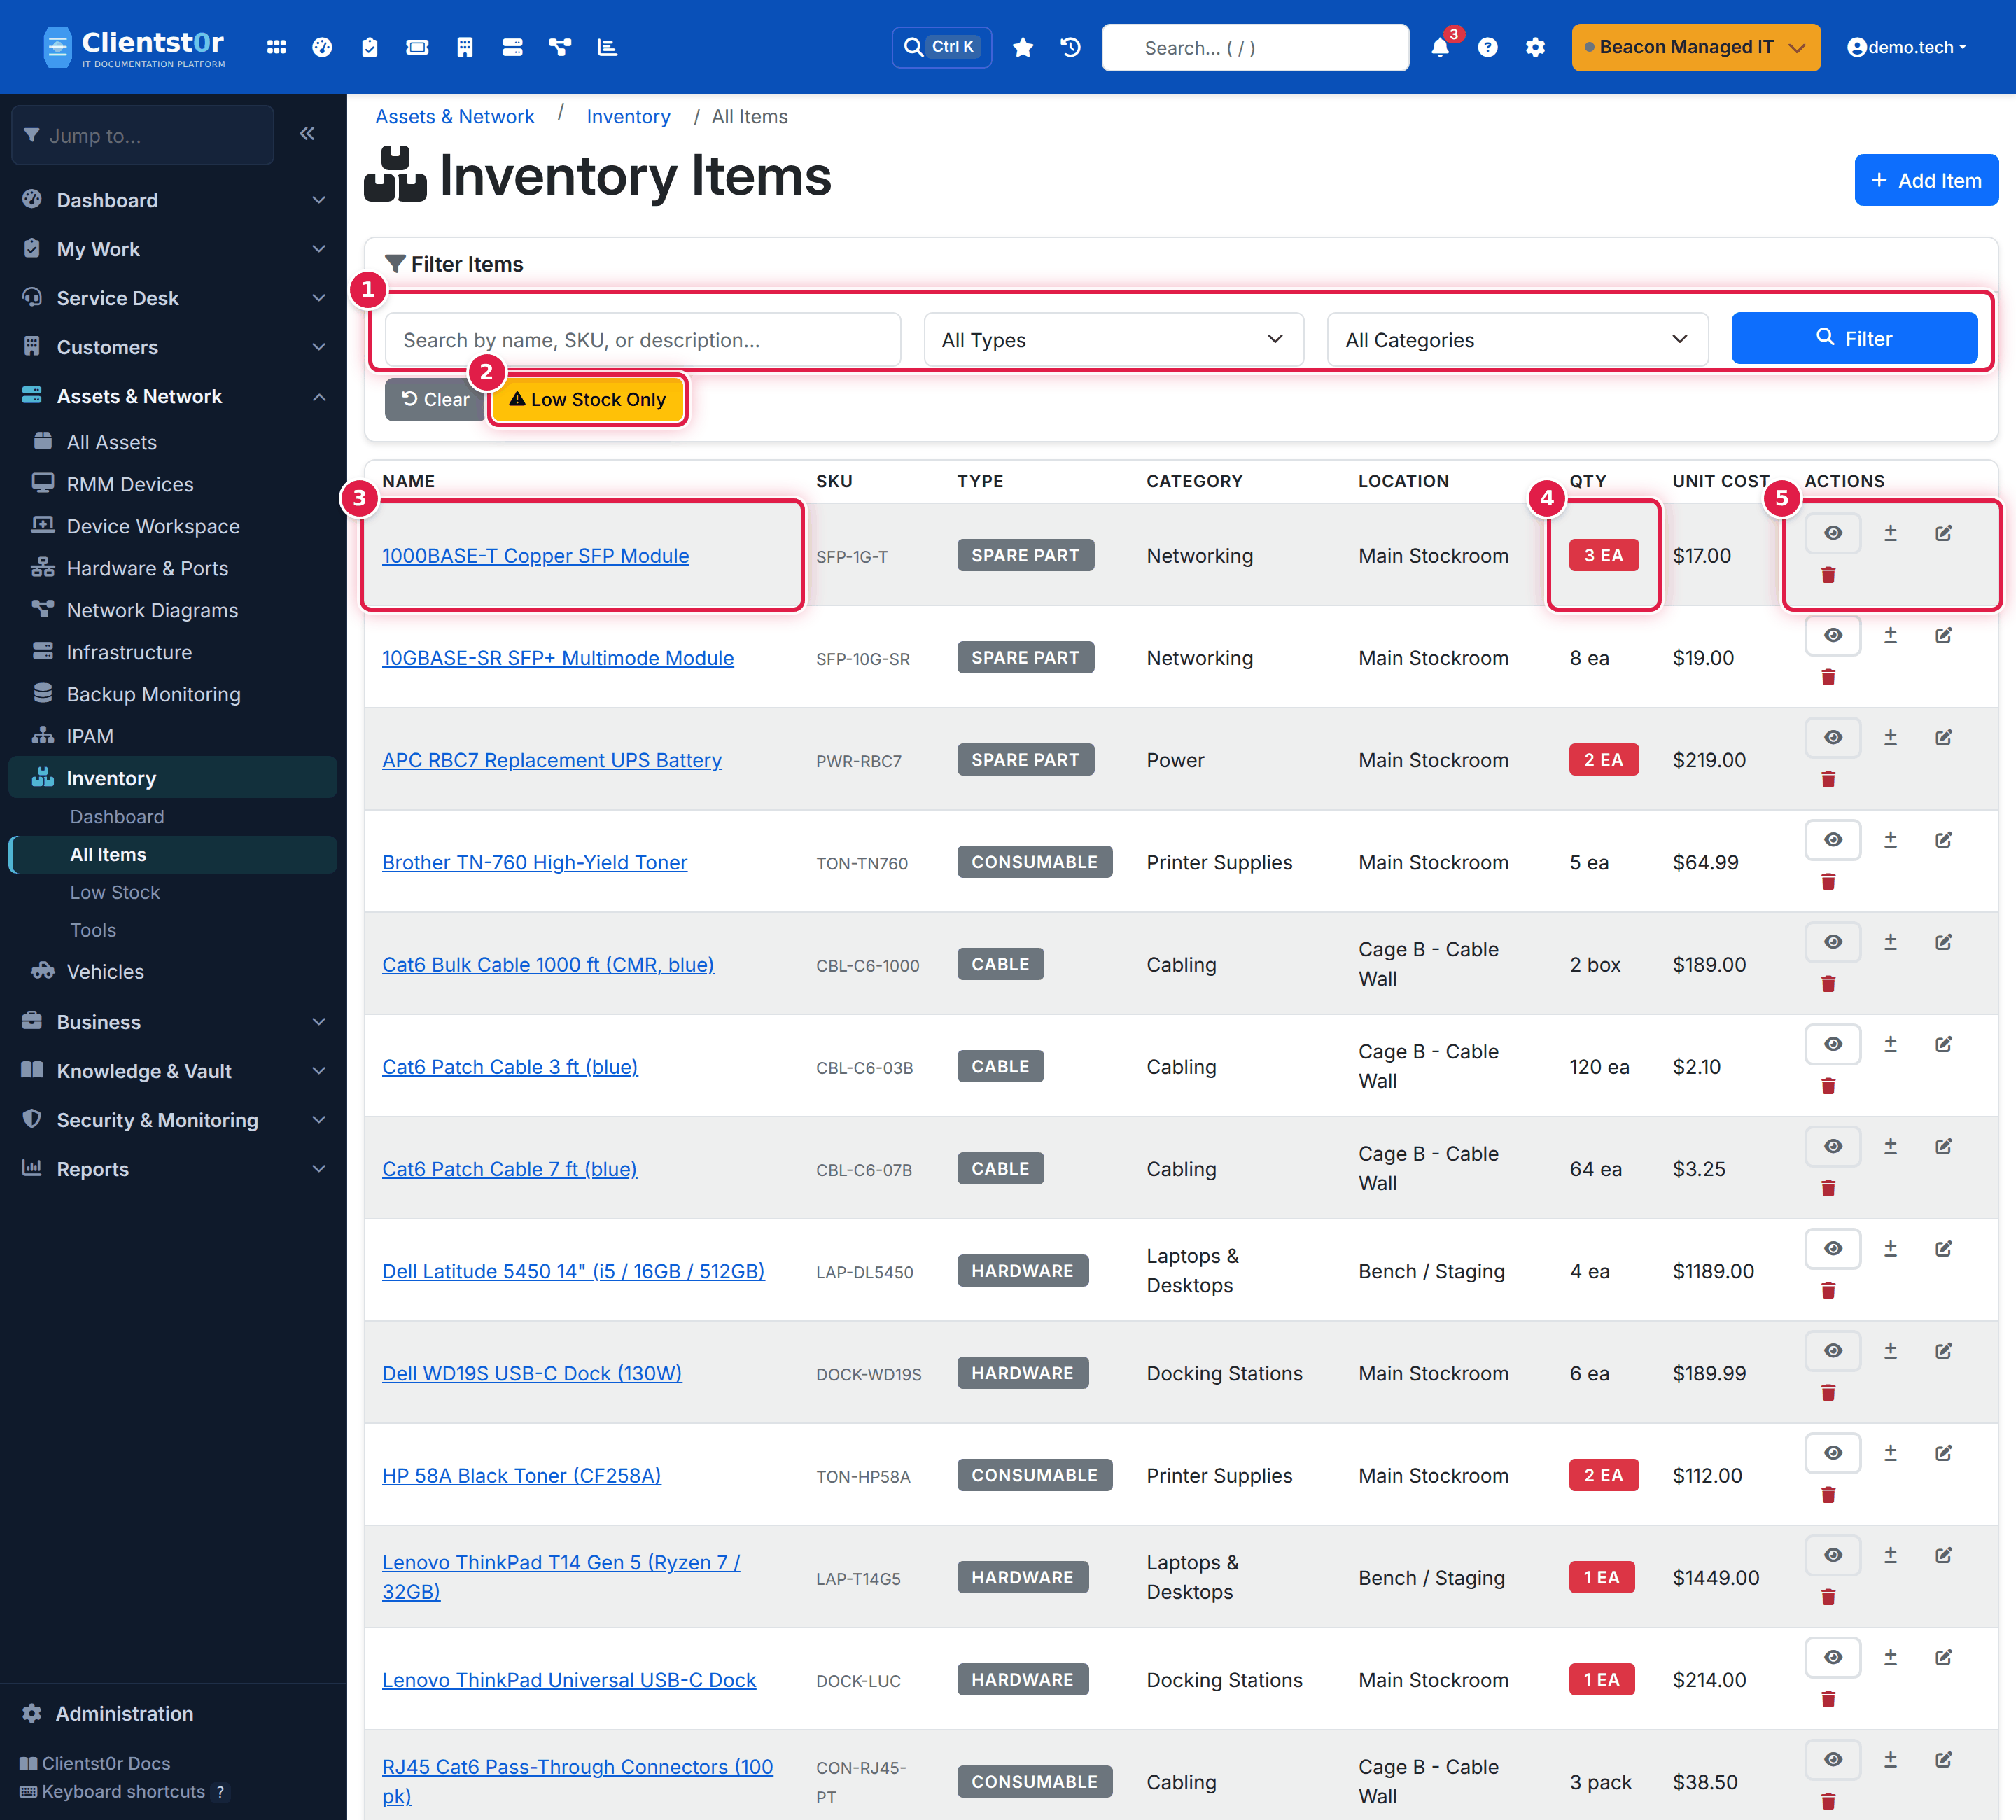 Clientst0r
IT DOCUMENTATION PLATFORM
Ctrl K
Search... ( / )
3
?
Beacon Managed IT
demo.tech
Jump to...
Dashboard
My Work
Service Desk
Customers
Assets & Network
All Assets
RMM Devices
Device Workspace
Hardware & Ports
Network Diagrams
Infrastructure
Backup Monitoring
IPAM
Inventory
Dashboard
All Items
Low Stock
Tools
Vehicles
Business
Knowledge & Vault
Security & Monitoring
Reports
Administration
Clientst0r Docs
Keyboard shortcuts ?
Assets & Network / Inventory / All Items
Inventory Items
+ Add Item
Filter Items
1
Search by name, SKU, or description...
All Types
All Categories
Filter
2
Clear
Low Stock Only
NAME SKU TYPE CATEGORY LOCATION QTY UNIT COST ACTIONS
3 4 5
1000BASE-T Copper SFP Module SFP-1G-T SPARE PART Networking Main Stockroom 3 EA $17.00
10GBASE-SR SFP+ Multimode Module SFP-10G-SR SPARE PART Networking Main Stockroom 8 ea $19.00
APC RBC7 Replacement UPS Battery PWR-RBC7 SPARE PART Power Main Stockroom 2 EA $219.00
Brother TN-760 High-Yield Toner TON-TN760 CONSUMABLE Printer Supplies Main Stockroom 5 ea $64.99
Cat6 Bulk Cable 1000 ft (CMR, blue) CBL-C6-1000 CABLE Cabling Cage B - Cable
Wall
2 box $189.00
Cat6 Patch Cable 3 ft (blue) CBL-C6-03B CABLE Cabling Cage B - Cable
Wall
120 ea $2.10
Cat6 Patch Cable 7 ft (blue) CBL-C6-07B CABLE Cabling Cage B - Cable
Wall
64 ea $3.25
Dell Latitude 5450 14" (i5 / 16GB / 512GB) LAP-DL5450 HARDWARE Laptops &
Desktops
Bench / Staging 4 ea $1189.00
Dell WD19S USB-C Dock (130W) DOCK-WD19S HARDWARE Docking Stations Main Stockroom 6 ea $189.99
HP 58A Black Toner (CF258A) TON-HP58A CONSUMABLE Printer Supplies Main Stockroom 2 EA $112.00
Lenovo ThinkPad T14 Gen 5 (Ryzen 7 /
32GB)
LAP-T14G5 HARDWARE Laptops &
Desktops
Bench / Staging 1 EA $1449.00
Lenovo ThinkPad Universal USB-C Dock DOCK-LUC HARDWARE Docking Stations Main Stockroom 1 EA $214.00
RJ45 Cat6 Pass-Through Connectors (100
pk)
CON-RJ45-
PT
CONSUMABLE Cabling Cage B - Cable
Wall
3 pack $38.50